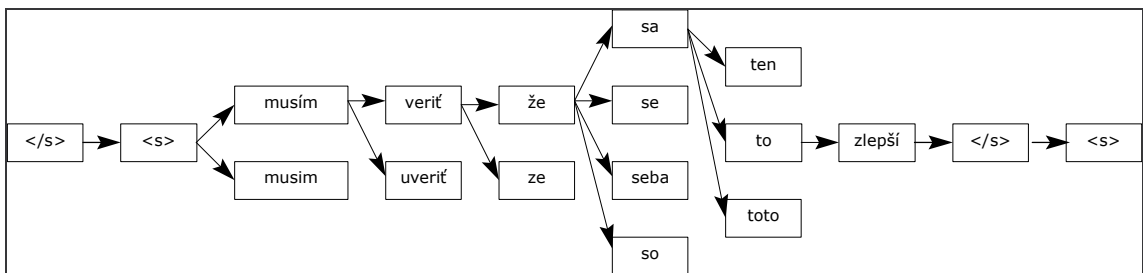 sa
ten
musím veriť že se
</s> <s> to zlepší </s> <s>
musim uveriť ze seba
toto
so